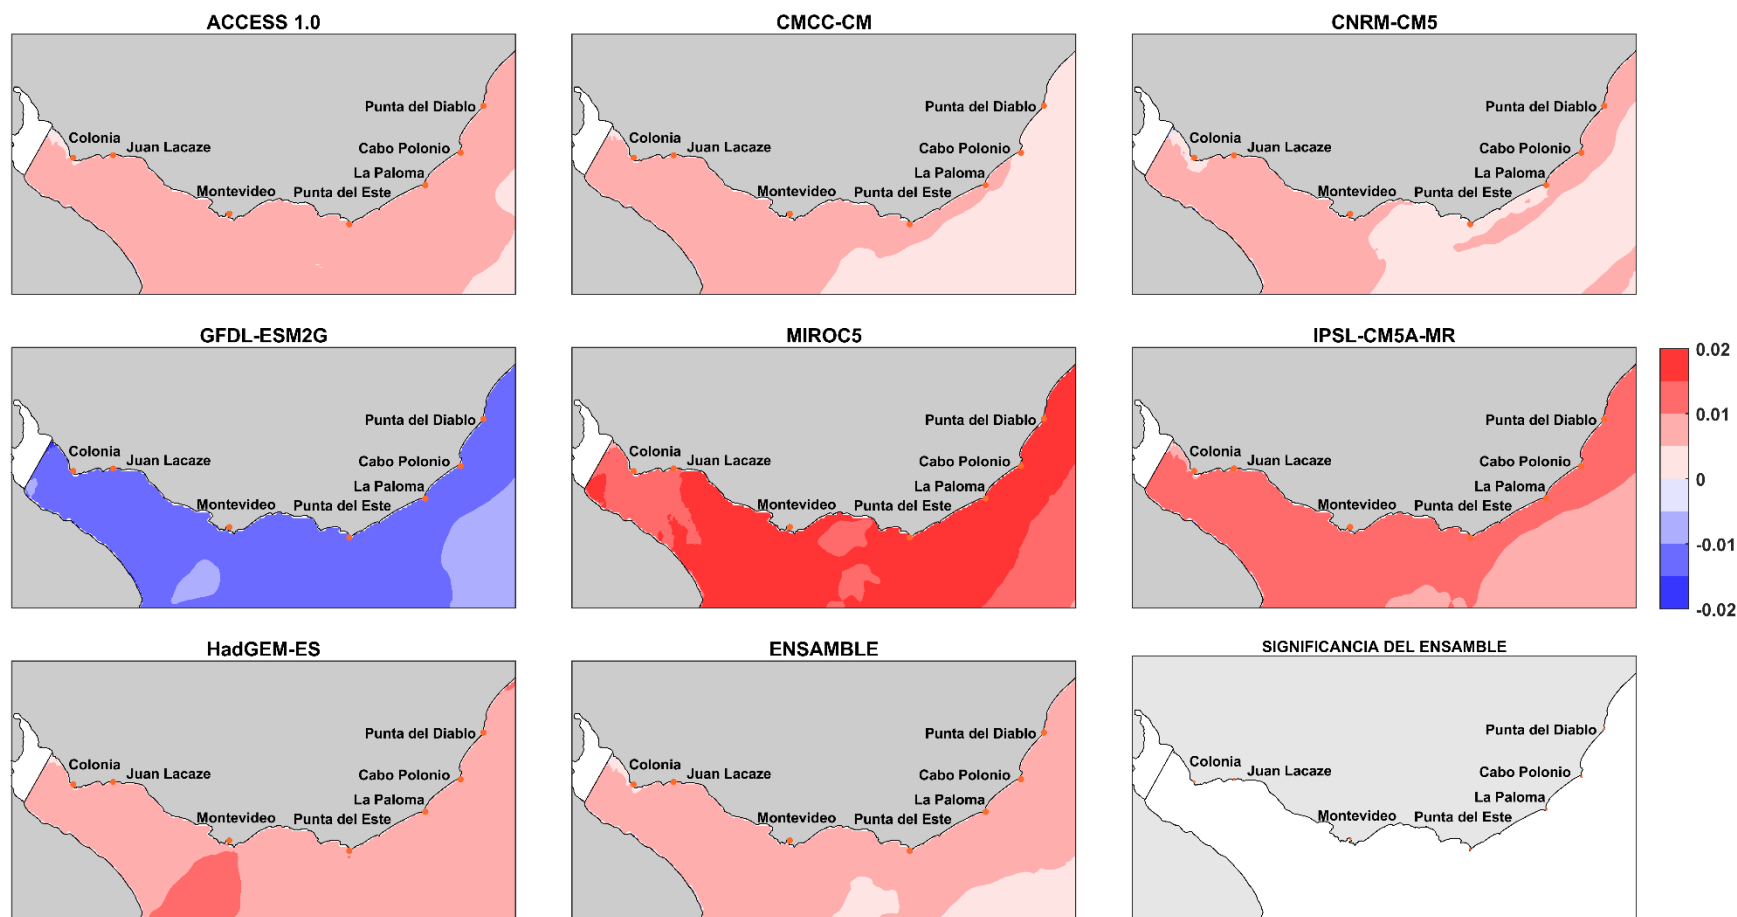 ACCESS 1.0
Punta del Diablo
Colonia
Juan Lacaze
Cabo Polonio
La Paloma
Montevideo
Punta del Este
CMCC-CM
Punta del Diablo
Colonia
Juan Lacaze
Cabo Polonio
La Paloma
Montevideo
Punta del Este
CNRM-CM5
Punta del Diablo
Colonia
Juan Lacaze
Cabo Polonio
La Paloma
Montevideo
Punta del Este
GFDL-ESM2G
Punta del Diablo
Colonia
Juan Lacaze
Cabo Polonio
La Paloma
Montevideo
Punta del Este
MIROC5
Punta del Diablo
Colonia
Juan Lacaze
Cabo Polonio
La Paloma
Montevideo
Punta del Este
IPSL-CM5A-MR
Punta del Diablo
Colonia
Juan Lacaze
Cabo Polonio
La Paloma
Montevideo
Punta del Este
0.02
0.01
0
-0.01
-0.02
HadGEM-ES
Punta del Diablo
Colonia
Juan Lacaze
Cabo Polonio
La Paloma
Montevideo
Punta del Este
ENSAMBLE
Punta del Diablo
Colonia
Juan Lacaze
Cabo Polonio
La Paloma
Montevideo
Punta del Este
SIGNIFICANCIA DEL ENSAMBLE
Punta del Diablo
Colonia
Juan Lacaze
Cabo Polonio
La Paloma
Montevideo
Punta del Este